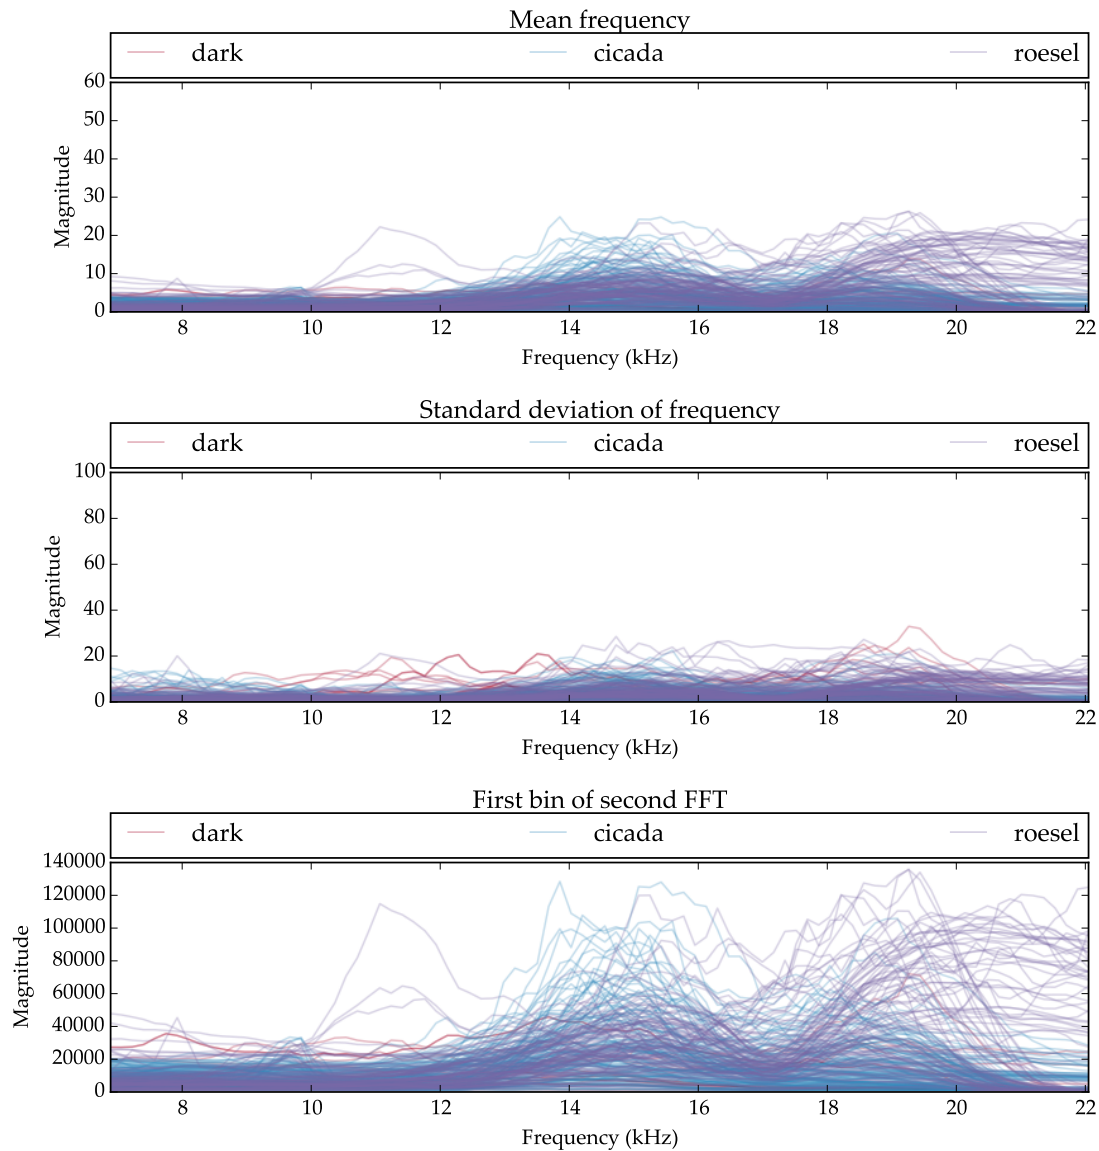 Mean frequency
dark cicada roesel
60
50
40
30
20
10
0
Magnitude
8 10 12 14 16 18 20 22
Frequency (kHz)
Standard deviation of frequency
dark cicada roesel
100
80
60
40
20
0
Magnitude
8 10 12 14 16 18 20 22
Frequency (kHz)
First bin of second FFT
dark cicada roesel
140000
120000
100000
80000
60000
40000
20000
0
Magnitude
8 10 12 14 16 18 20 22
Frequency (kHz)